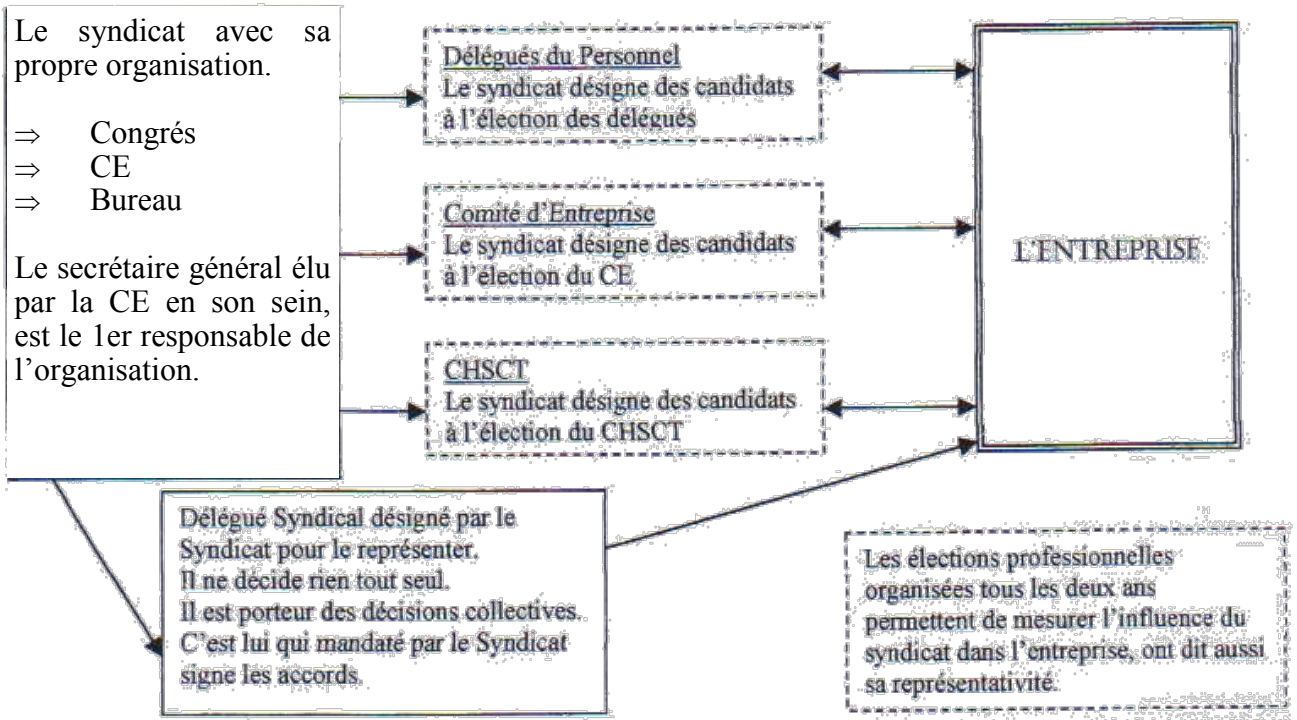 Le syndicat avec sa
propre organisation.
⇒ Congrés
⇒ CE
⇒ Bureau
Le secrétaire général élu
par la CE en son sein,
est le 1er responsable de
l’organisation.
Délégués du Personnel
Le syndicat désigne des candidats
à l’élection des délégués
Comité d’Entreprise
Le syndicat désigne des candidats
à l’élection du CE
CHSCT
Le syndicat désigne des candidats
à l’élection du CHSCT
L’ENTREPRISE
Délégué Syndical désigné par le
Syndicat pour le représenter.
Il ne décide rien tout seul.
Il est porteur des décisions collectives.
C’est lui qui mandaté par le Syndicat
signe les accords.
Les élections professionnelles
organisées tous les deux ans
permettent de mesurer l’influence du
syndicat dans l’entreprise, ont dit aussi
sa représentativité.